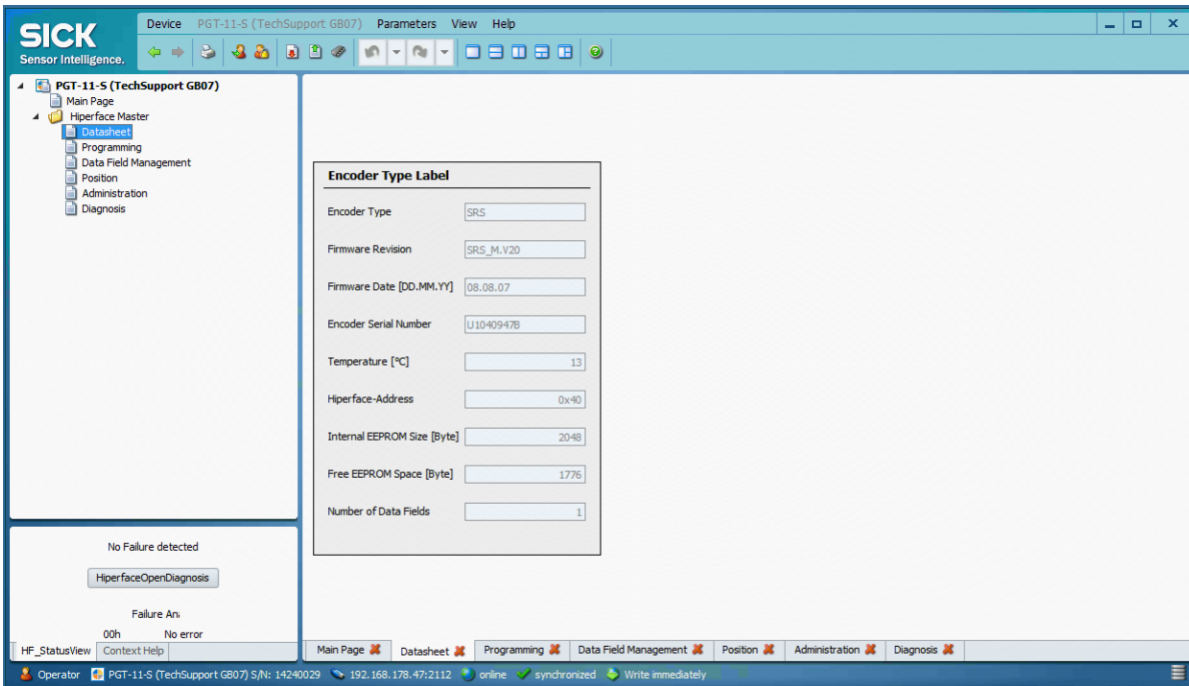 SICK
Sensor Intelligence.
Device PGT-11-S (TechSupport GB07) Parameters View Help
PGT-11-S (TechSupport GB07)
Main Page
Hiperface Master
Datasheet
Programming
Data Field Management
Position
Administration
Diagnosis
Encoder Type Label
Encoder Type SRS
Firmware Revision SRS_M.V20
Firmware Date [DD.MM.YY] 08.08.07
Encoder Serial Number U1040947B
Temperature [°C] 13
Hiperface-Address 0x40
Internal EEPROM Size [Byte] 2048
Free EEPROM Space [Byte] 1776
Number of Data Fields 1
No Failure detected
HiperfaceOpenDiagnosis
Failure An
00h No error
HF_StatusView Context Help
Main Page Datasheet Programming Data Field Management Position Administration Diagnosis
Operator PGT-11-S (TechSupport GB07) S/N: 14240029 192.168.178.47:2112 online synchronized Write immediately